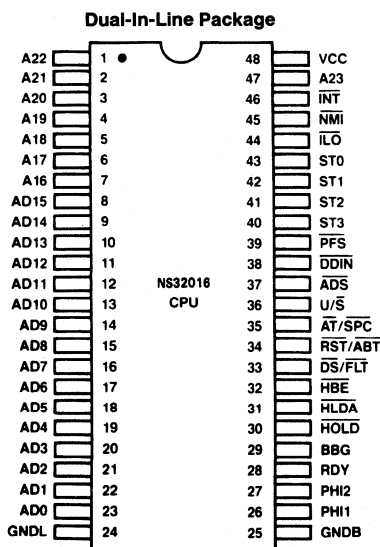 Dual-In-Line Package
A22 1 48 VCC
A21 2 47 A23
A20 3 46 INT
A19 4 45 NMI
A18 5 44 ILO
A17 6 43 ST0
A16 7 42 ST1
AD15 8 41 ST2
AD14 9 40 ST3
AD13 10 39 PFS
AD12 11 38 DDIN
AD11 12 NS32016 37 ADS
AD10 13 CPU 36 U/S
AD9 14 35 AT/SPC
AD8 15 34 RST/ABT
AD7 16 33 DS/FLT
AD6 17 32 HBE
AD5 18 31 HLDA
AD4 19 30 HOLD
AD3 20 29 BBG
AD2 21 28 RDY
AD1 22 27 PHI2
AD0 23 26 PHI1
GNDL 24 25 GNDB